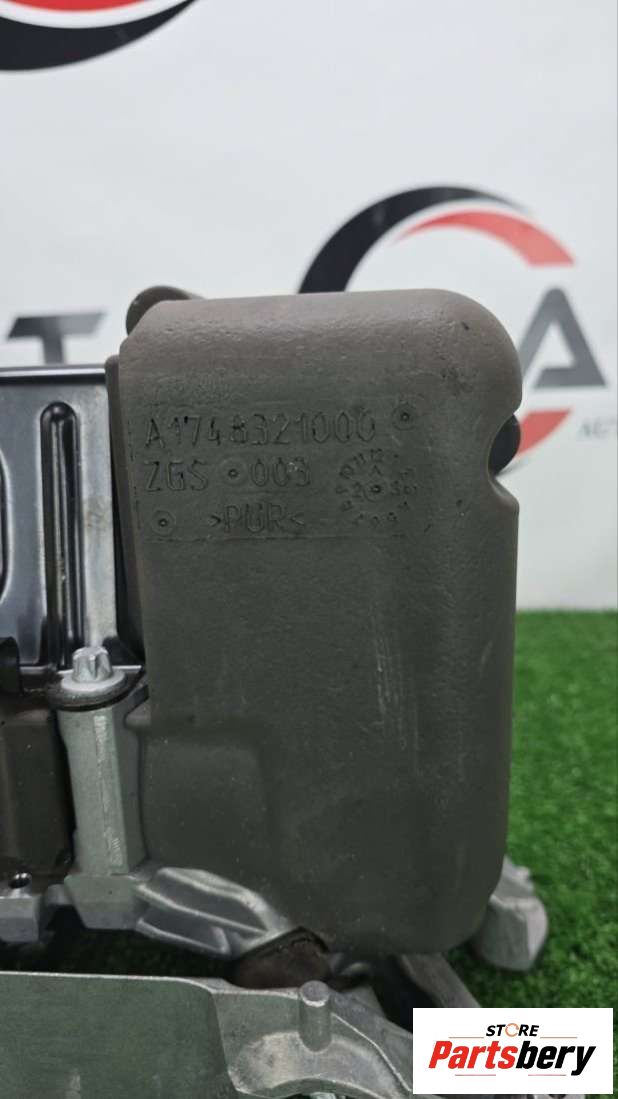 A1748321000
ZGS 003
>PUR<
STORE
Partsbery